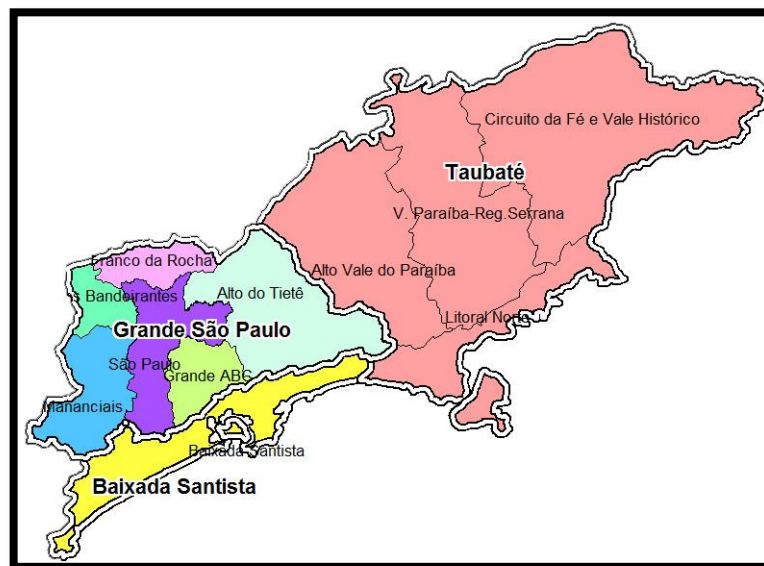 Circuito da Fé e Vale Histórico
Taubaté
V. Paraíba-Reg.Serrana
Franco da Rocha
Alto Vale do Paraíba
Bandeirantes
Alto do Tietê
Litoral Norte
Grande São Paulo
São Paulo
Grande ABC
Mananciais
Baixada Santista
Baixada Santista